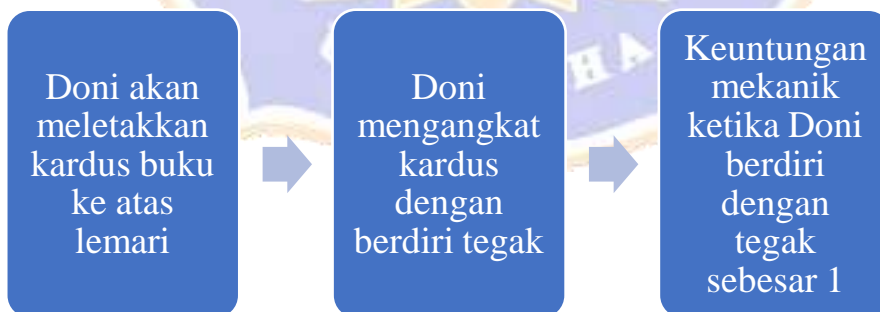 Doni akan
meletakkan
kardus buku
ke atas
lemari
Doni
mengangkat
kardus
dengan
berdiri tegak
Keuntungan
mekanik
ketika Doni
berdiri
dengan
tegak
sebesar 1